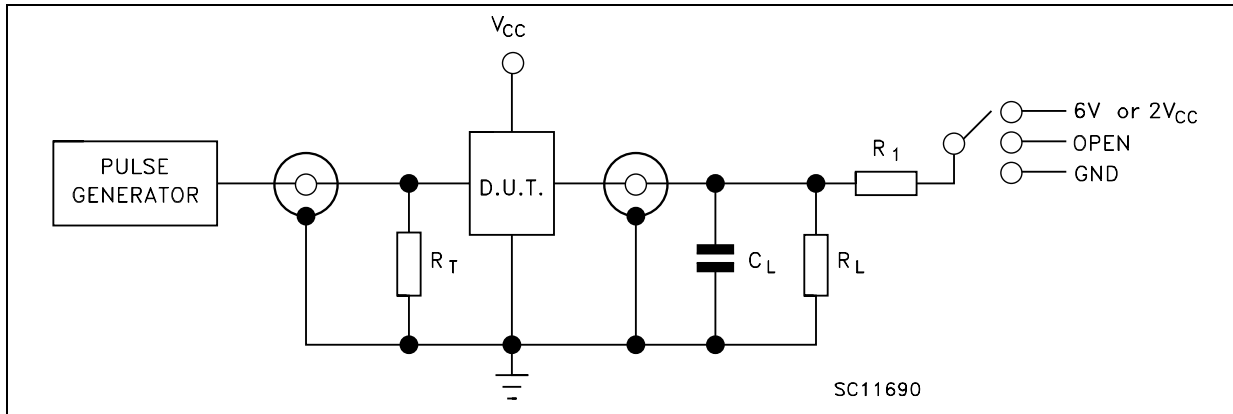 VCC
PULSE
GENERATOR
D.U.T.
RT
CL
RL
R1
6V or 2VCC
OPEN
GND
SC11690